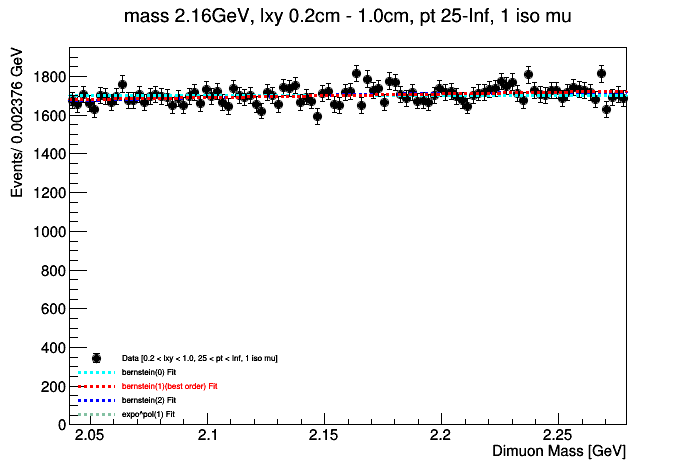 mass 2.16GeV, lxy 0.2cm - 1.0cm, pt 25-Inf, 1 iso mu
Events/ 0.002376 GeV
1800
1600
1400
1200
1000
800
600
400
200
0
Data [0.2 < lxy < 1.0, 25 < pt < Inf, 1 iso mu]
bernstein(0) Fit
bernstein(1)(best order) Fit
bernstein(2) Fit
expo*pol(1) Fit
2.05 2.1 2.15 2.2 2.25
Dimuon Mass [GeV]